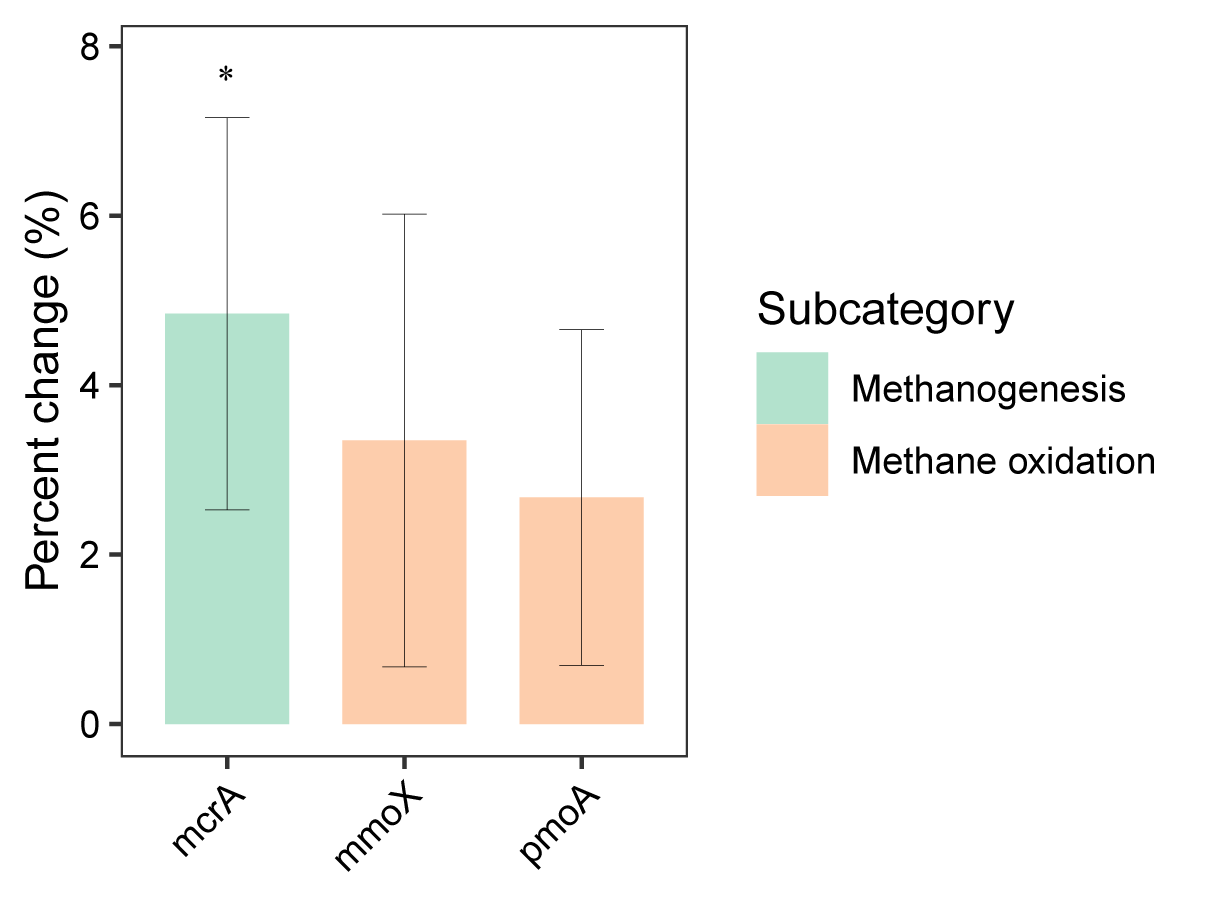 Percent change (%)
8
6
4
2
0
*
mcrA
mmoX
pmoA
Subcategory
Methanogenesis
Methane oxidation